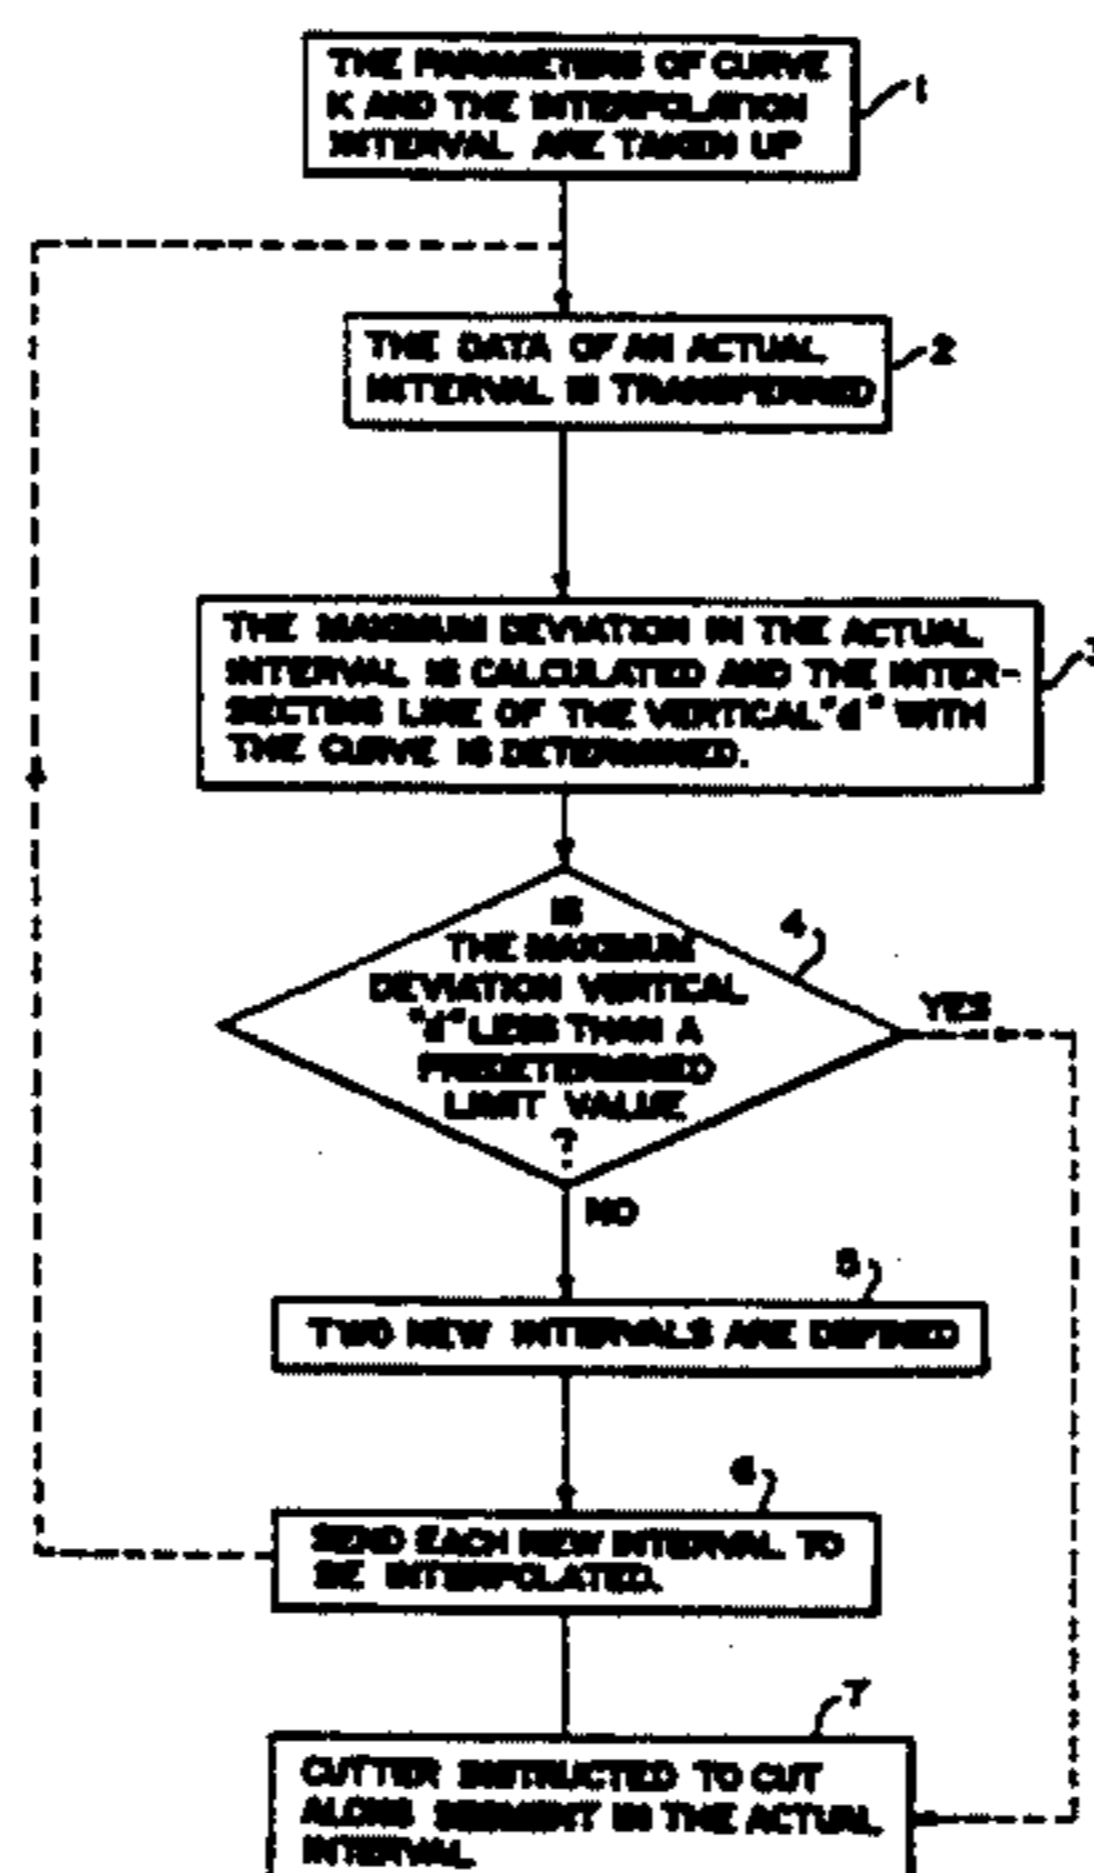 THE PARAMETERS OF CURVE
K AND THE INTERPOLATION
INTERVAL ARE TAKEN UP
1
THE DATA OF AN ACTUAL
INTERVAL IS TRANSFERRED
2
THE MAXIMUM DEVIATION IN THE ACTUAL
INTERVAL IS CALCULATED AND THE INTER-
SECTING LINE OF THE VERTICAL "d" WITH
THE CURVE IS DETERMINED.
3
IS
THE MAXIMUM
DEVIATION VERTICAL
"d" LESS THAN A
PREDETERMINED
LIMIT VALUE
?
4
YES
NO
5
TWO NEW INTERVALS ARE DEFINED
6
SEND EACH NEW INTERVAL TO
BE INTERPOLATED.
7
CUTTER INSTRUCTED TO CUT
ALONG SEGMENT IN THE ACTUAL
INTERVAL